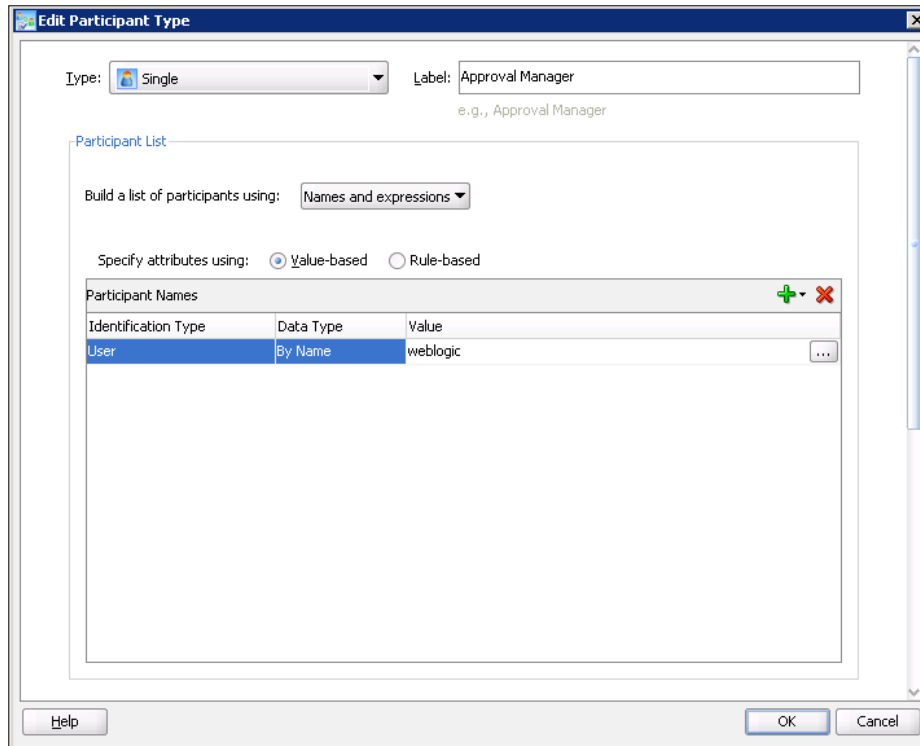 Edit Participant Type
Type: Single Label: Approval Manager
e.g., Approval Manager
Participant List
Build a list of participants using: Names and expressions
Specify attributes using: Value-based Rule-based
Participant Names
Identification Type Data Type Value
User By Name weblogic ...
Help OK Cancel